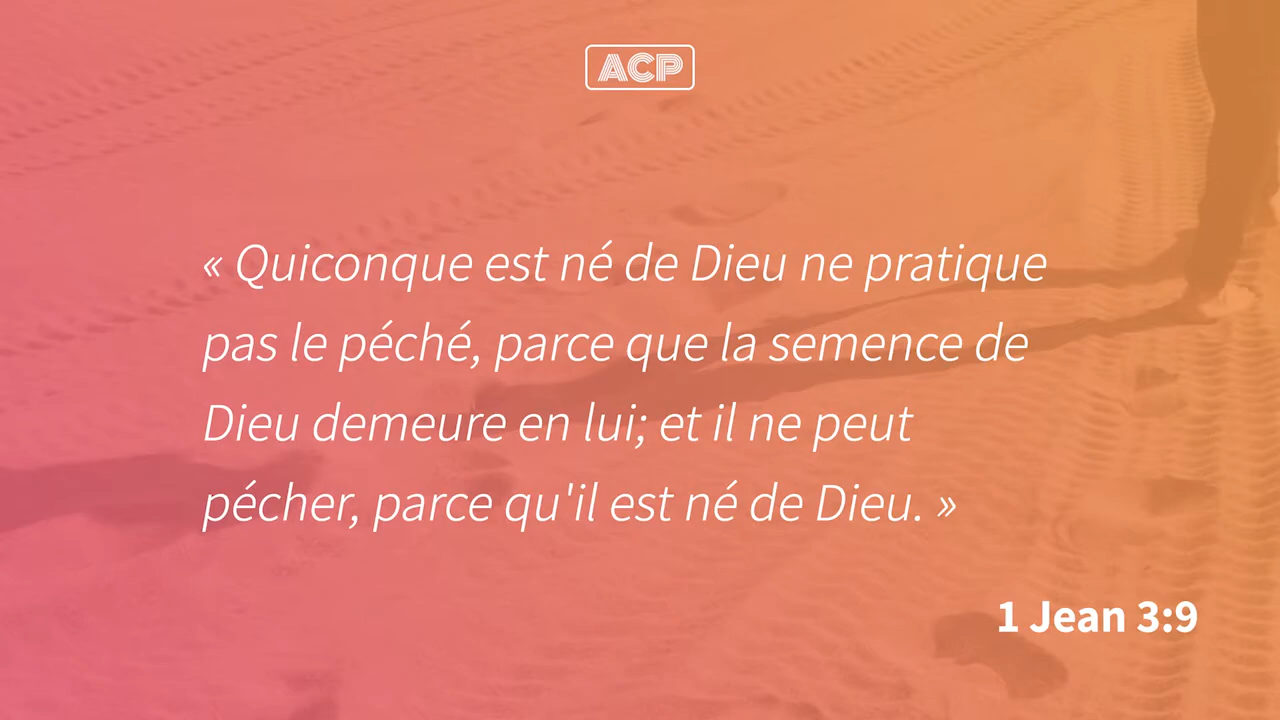 ACP
« Quiconque est né de Dieu ne pratique
pas le péché, parce que la semence de
Dieu demeure en lui; et il ne peut
pécher, parce qu'il est né de Dieu. »
1 Jean 3:9